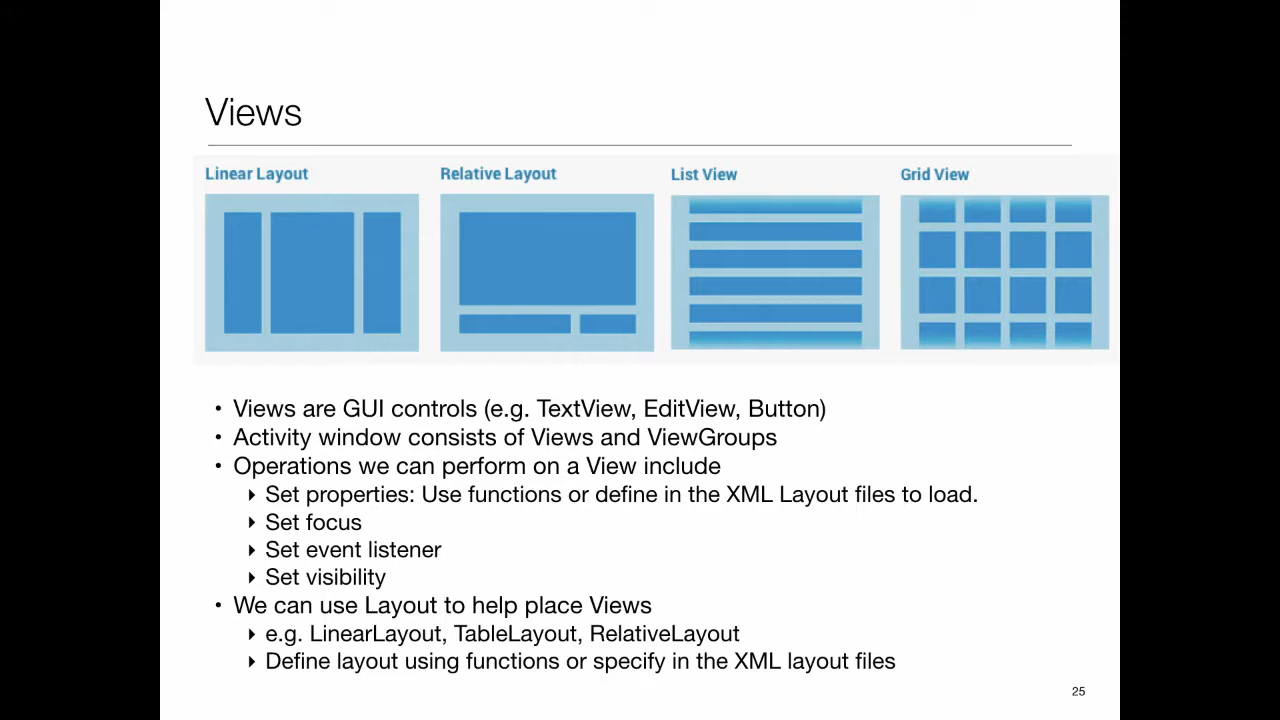 Views
Linear Layout
Relative Layout
List View
Grid View
• Views are GUI controls (e.g. TextView, EditView, Button)
• Activity window consists of Views and ViewGroups
• Operations we can perform on a View include
‣ Set properties: Use functions or define in the XML Layout files to load.
‣ Set focus
‣ Set event listener
‣ Set visibility
• We can use Layout to help place Views
‣ e.g. LinearLayout, TableLayout, RelativeLayout
‣ Define layout using functions or specify in the XML layout files
25